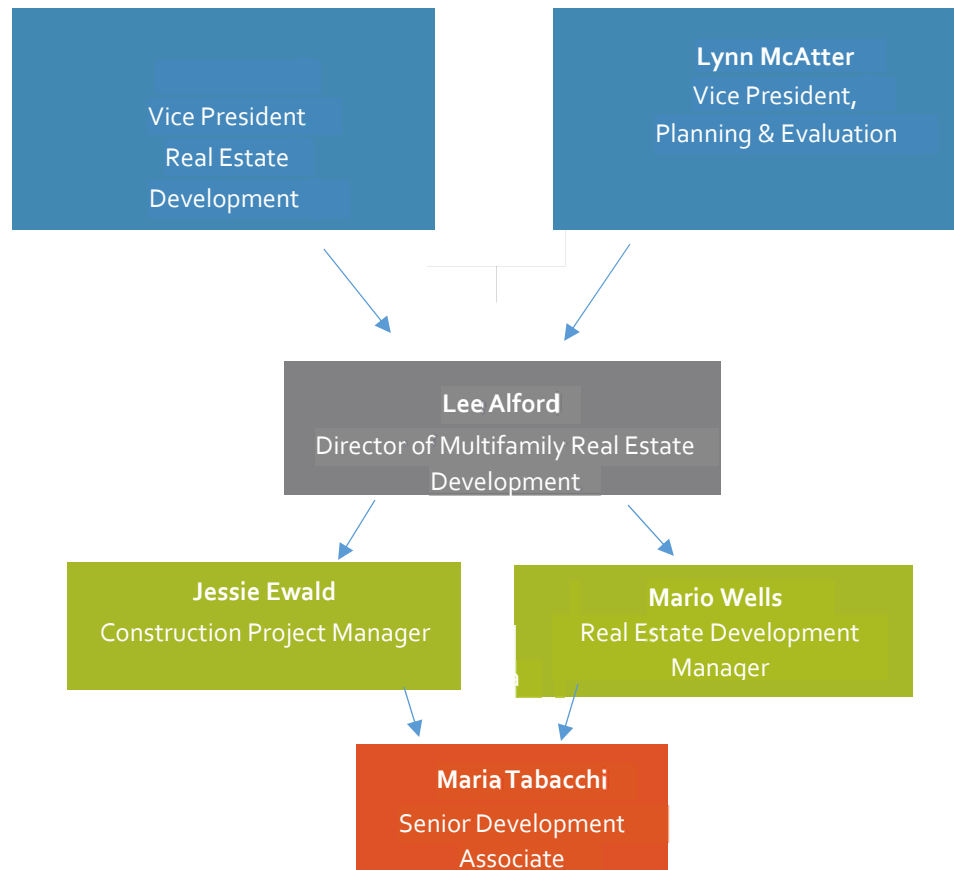 Vice President
Real Estate
Development
Lynn McAtter
Vice President,
Planning & Evaluation
Lee Alford
Director of Multifamily Real Estate
Development
Jessie Ewald
Construction Project Manager
Mario Wells
Real Estate Development
Manager
Maria Tabacchi
Senior Development
Associate